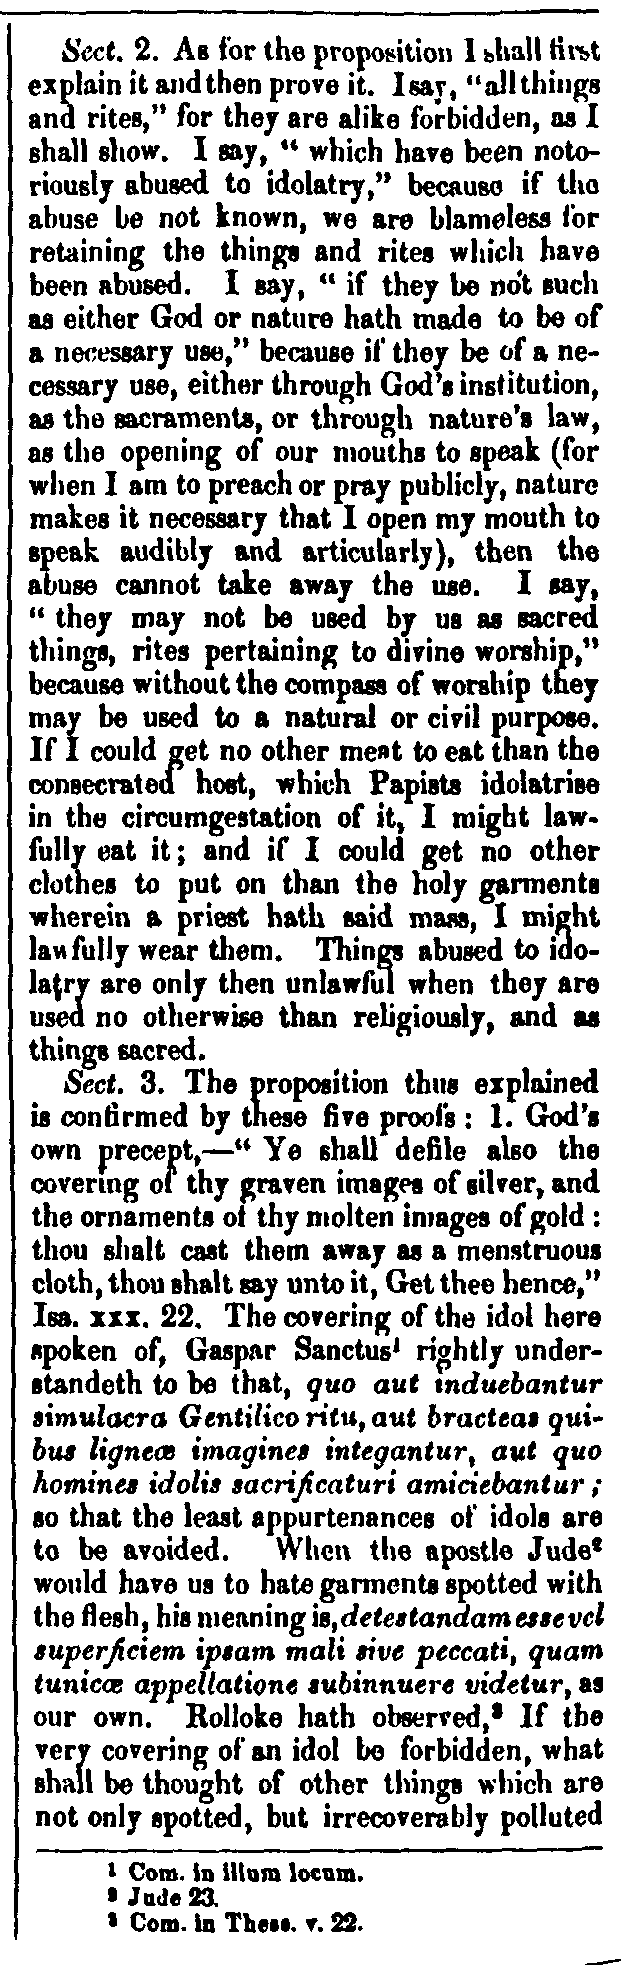 Sect. 2. As for the proposition I shall first
explain it and then prove it. I say, "all things
and rites," for they are alike forbidden, as I
shall show. I say, " which have been noto-
riously abused to idolatry," because if the
abuse be not known, we are blameless for
retaining the things and rites which have
been abused. I say, " if they be not such
as either God or nature hath made to be of
a necessary use," because if they be of a ne-
cessary use, either through God's institution,
as the sacraments, or through nature's law,
as the opening of our mouths to speak (for
when I am to preach or pray publicly, nature
makes it necessary that I open my mouth to
speak audibly and articularly), then the
abuse cannot take away the use. I say,
" they may not be used by us as sacred
things, rites pertaining to divine worship,"
because without the compass of worship they
may be used to a natural or civil purpose.
If I could get no other meat to eat than the
consecrated host, which Papists idolatrise
in the circumgestation of it, I might law-
fully eat it; and if I could get no other
clothes to put on than the holy garments
wherein a priest hath said mass, I might
lawfully wear them. Things abused to ido-
latry are only then unlawful when they are
used no otherwise than religiously, and as
things sacred.
Sect. 3. The proposition thus explained
is confirmed by these five proofs: 1. God's
own precept,—" Ye shall defile also the
covering of thy graven images of silver, and
the ornaments of thy molten images of gold:
thou shalt cast them away as a menstruous
cloth, thou shalt say unto it, Get thee hence,"
Isa. xxx. 22. The covering of the idol here
spoken of, Gaspar Sanctus¹ rightly under-
standeth to be that, quo aut induebantur
simulacra Gentilico ritu, aut bracteas qui-
bus ligneœ imagines integantur, aut quo
homines idolis sacrificaturi amiciebantur;
so that the least appurtenances of idols are
to be avoided. When the apostle Jude²
would have us to hate garments spotted with
the flesh, his meaning is, detestandam esse vel
superficiem ipsam mali sive peccati, quam
tunicœ appellatione subinnuere videtur, as
our own. Rolloke hath observed,³ If the
very covering of an idol be forbidden, what
shall be thought of other things which are
not only spotted, but irrecoverably polluted
¹ Com. in illum locum.
² Jude 23.
³ Com. in Thess. v. 22.